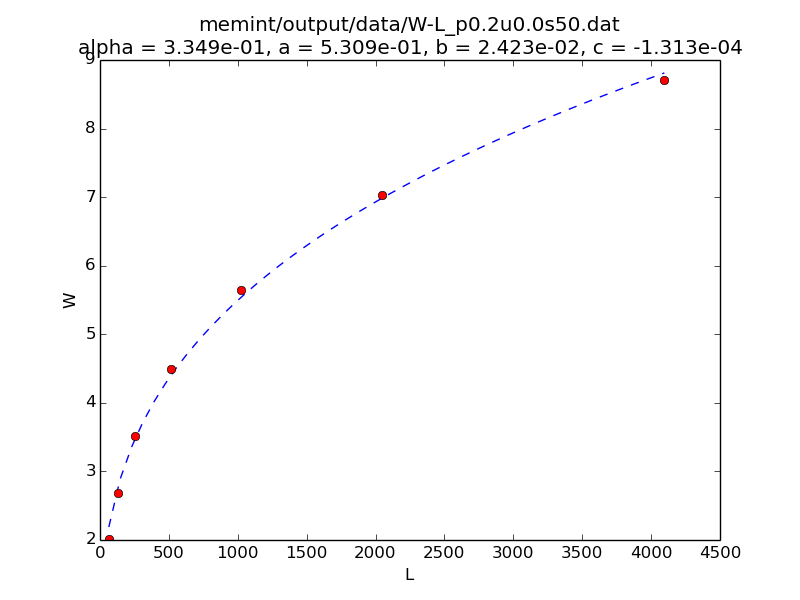 memint/output/data/W-L_p0.2u0.0s50.dat
alpha = 3.349e-01, a = 5.309e-01, b = 2.423e-02, c = -1.313e-04
9
8
7
6
5
4
3
2
W
0 500 1000 1500 2000 2500 3000 3500 4000 4500
L